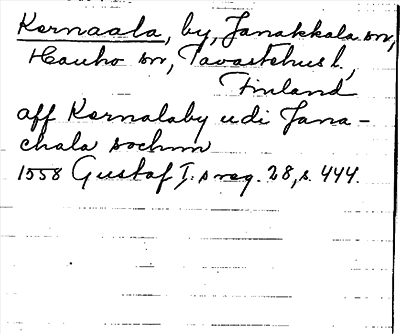 Kernaala, by, Janakkala sn,
Hauho sn, Tavastehus l.,
Finland
aff Kernalaby udi Jana-
chala sochnn
1558 Gustaf I:s reg. 28, s. 444.